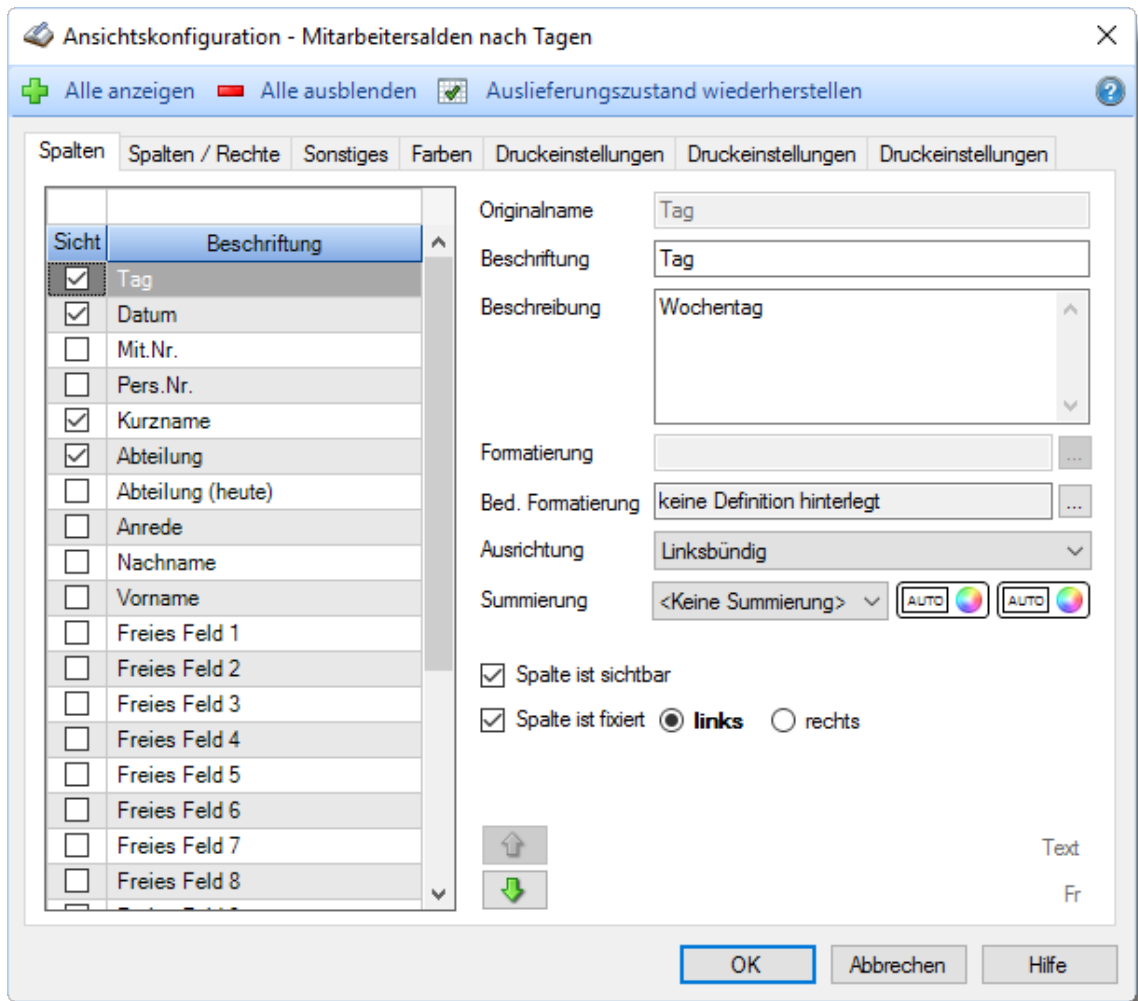 Ansichtskonfiguration - Mitarbeitersalden nach Tagen
Alle anzeigen Alle ausblenden Auslieferungszustand wiederherstellen
Spalten Spalten / Rechte Sonstiges Farben Druckeinstellungen Druckeinstellungen Druckeinstellungen
Sicht Beschriftung
Tag
Datum
Mit.Nr.
Pers.Nr.
Kurzname
Abteilung
Abteilung (heute)
Anrede
Nachname
Vorname
Freies Feld 1
Freies Feld 2
Freies Feld 3
Freies Feld 4
Freies Feld 5
Freies Feld 6
Freies Feld 7
Freies Feld 8
Originalname Tag
Beschriftung Tag
Beschreibung Wochentag
Formatierung ...
Bed. Formatierung keine Definition hinterlegt ...
Ausrichtung Linksbündig
Summierung <Keine Summierung> AUTO AUTO
Spalte ist sichtbar
Spalte ist fixiert links rechts
Text
Fr
OK Abbrechen Hilfe